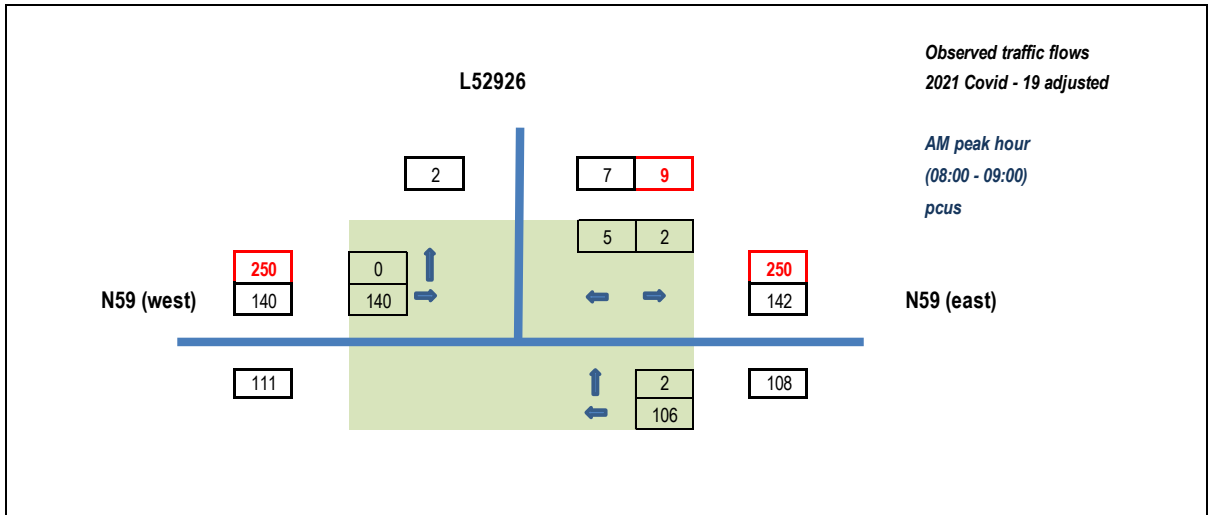 Observed traffic flows
2021 Covid - 19 adjusted
L52926
AM peak hour
(08:00 - 09:00)
pcus
2
7 9
5 2
250 0 250
N59 (west) 140 140 142 N59 (east)
111 2 108
106